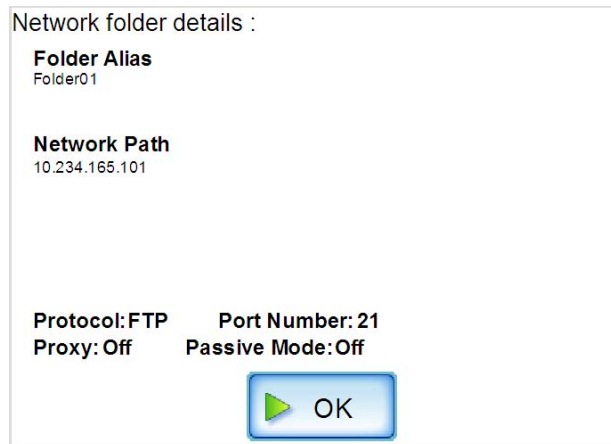 Network folder details :
Folder Alias
Folder01
Network Path
10.234.165.101
Protocol:FTP Port Number: 21
Proxy: Off Passive Mode:Off
OK